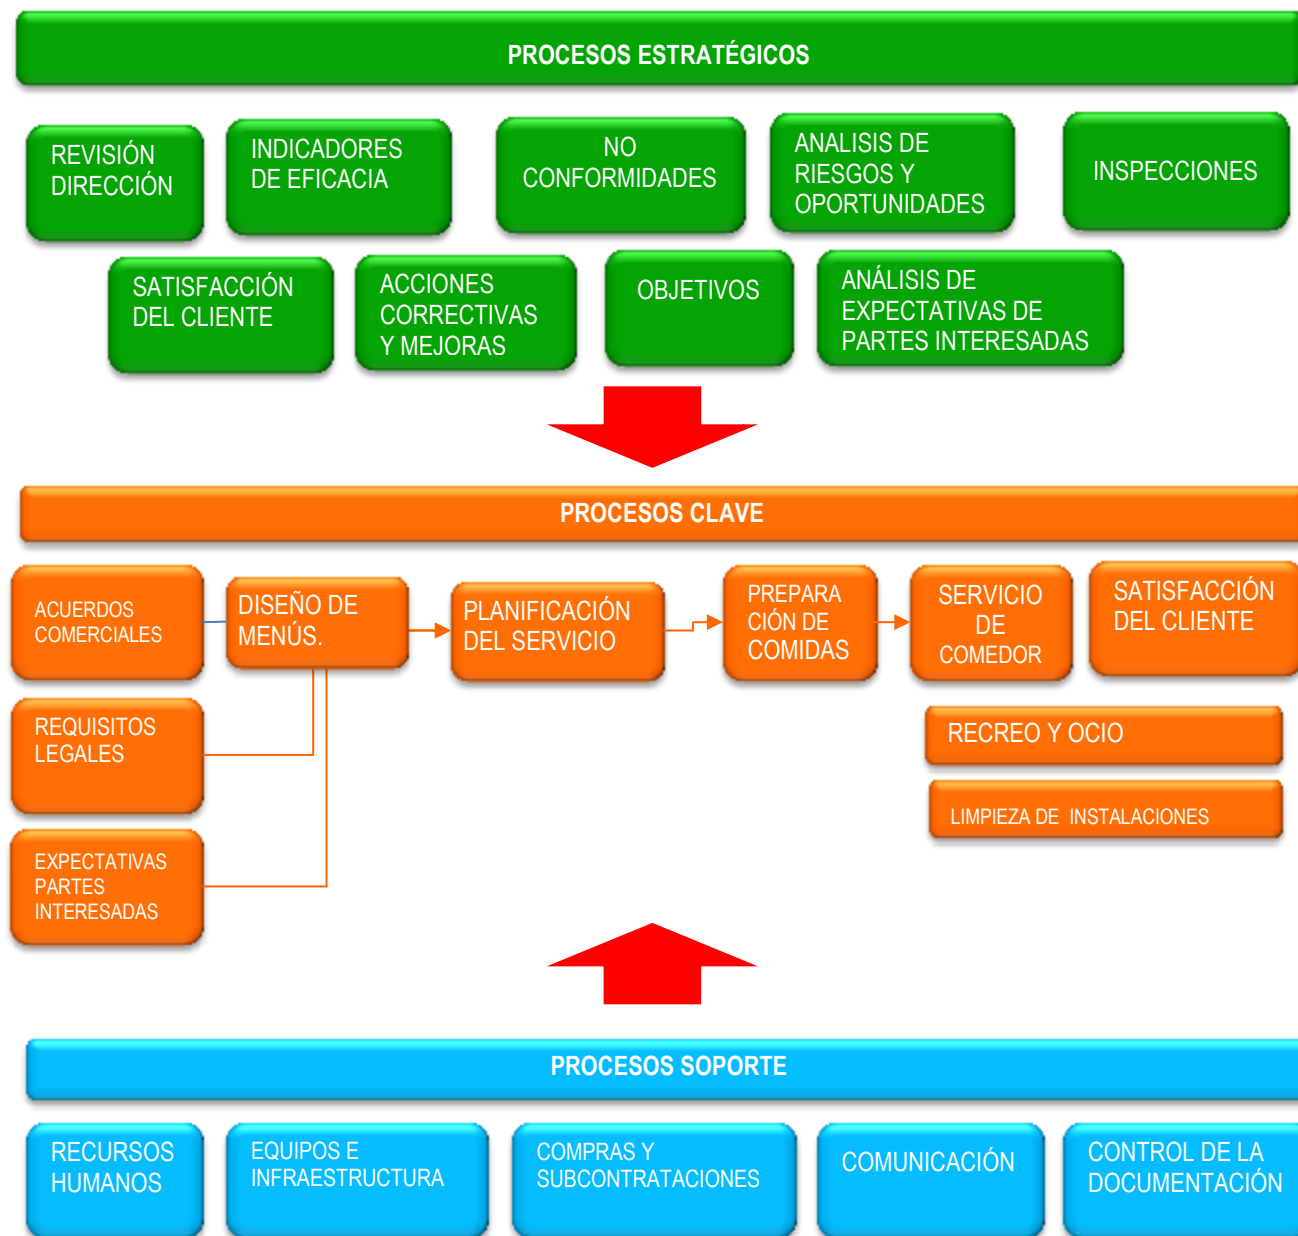 PROCESOS ESTRATÉGICOS
REVISIÓN
DIRECCIÓN
INDICADORES
DE EFICACIA
NO
CONFORMIDADES
ANALISIS DE
RIESGOS Y
OPORTUNIDADES
INSPECCIONES
SATISFACCIÓN
DEL CLIENTE
ACCIONES
CORRECTIVAS
Y MEJORAS
OBJETIVOS
ANÁLISIS DE
EXPECTATIVAS DE
PARTES INTERESADAS
PROCESOS CLAVE
ACUERDOS
COMERCIALES
DISEÑO DE
MENÚS.
PLANIFICACIÓN
DEL SERVICIO
PREPARA
CIÓN DE
COMIDAS
SERVICIO
DE
COMEDOR
SATISFACCIÓN
DEL CLIENTE
REQUISITOS
LEGALES
RECREO Y OCIO
LIMPIEZA DE INSTALACIONES
EXPECTATIVAS
PARTES
INTERESADAS
PROCESOS SOPORTE
RECURSOS
HUMANOS
EQUIPOS E
INFRAESTRUCTURA
COMPRAS Y
SUBCONTRATACIONES
COMUNICACIÓN
CONTROL DE LA
DOCUMENTACIÓN